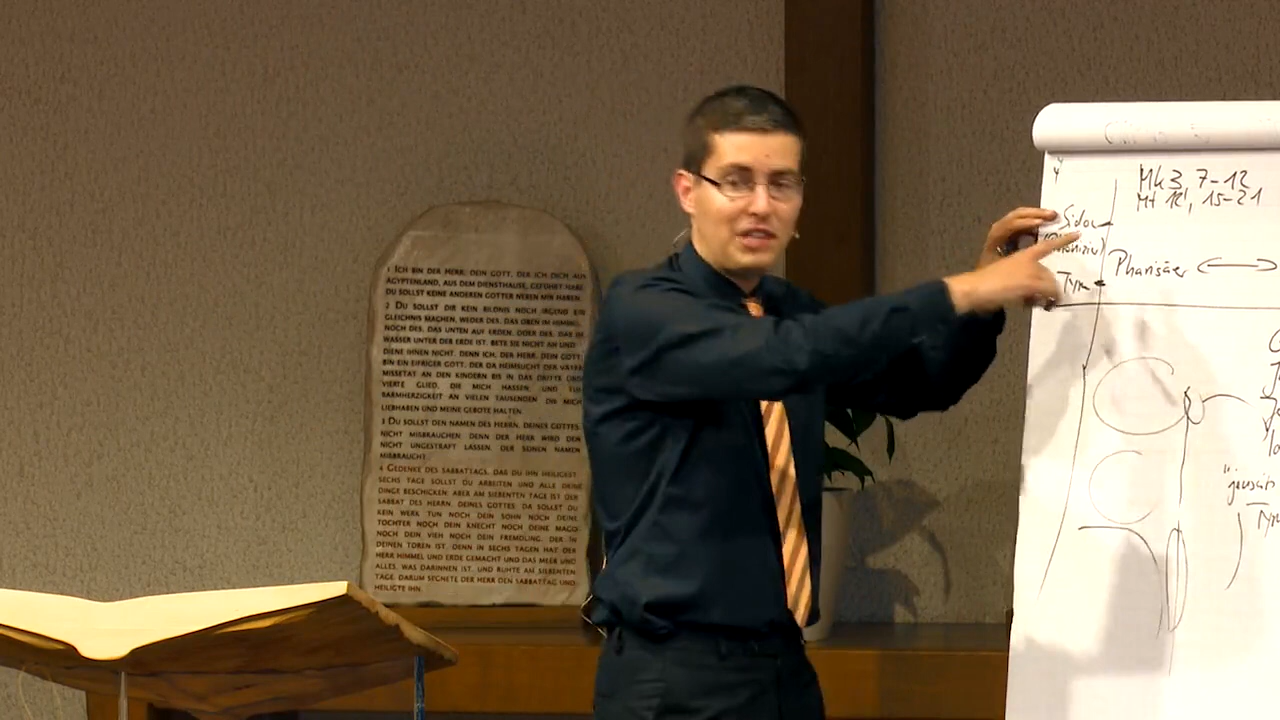 1 ICH BIN DER HERR, DEIN GOTT, DER ICH DICH AUS
ÄGYPTENLAND, AUS DEM DIENSTHAUSE, GEFÜHRT HABE
DU SOLLST KEINE ANDEREN GÖTTER NEBEN MIR HABEN
2 DU SOLLST DIR KEIN BILDNIS NOCH IRGEND EIN
GLEICHNIS MACHEN, WEDER DES, DAS OBEN IM HIMMEL,
NOCH DES, DAS UNTEN AUF ERDEN, ODER DES, DAS IM
WASSER UNTER DER ERDE IST. BETE SIE NICHT AN UND
DIENE IHNEN NICHT. DENN ICH, DER HERR, DEIN GOTT
BIN EIN EIFRIGER GOTT, DER DA HEIMSUCHT DER VÄTER
MISSETAT AN DEN KINDERN BIS IN DAS DRITTE UND
VIERTE GLIED, DIE MICH HASSEN, UND TUE
BARMHERZIGKEIT AN VIELEN TAUSENDEN DIE MICH
LIEBHABEN UND MEINE GEBOTE HALTEN.
3 DU SOLLST DEN NAMEN DES HERRN, DEINES GOTTES
NICHT MISBRAUCHEN; DENN DER HERR WIRD DEN
NICHT UNGESTRAFT LASSEN, DER SEINEN NAMEN
MISBRAUCHT.
4 GEDENKE DES SABBATTAGS, DAß DU IHN HEILIGEST
SECHS TAGE SOLLST DU ARBEITEN UND ALLE DEINE
DINGE BESCHICKEN; ABER AM SIEBENTEN TAGE IST DER
SABBAT DES HERRN, DEINES GOTTES. DA SOLLST DU
KEIN WERK TUN NOCH DEIN SOHN NOCH DEINE
TOCHTER NOCH DEIN KNECHT NOCH DEINE MAGD
NOCH DEIN VIEH NOCH DEIN FREMDLING, DER IN
DEINEN TOREN IST. DENN IN SECHS TAGEN HAT DER
HERR HIMMEL UND ERDE GEMACHT UND DAS MEER UND
ALLES, WAS DARINNEN IST, UND RUHTE AM SIEBENTEN
TAGE. DARUM SEGNETE DER HERR DEN SABBATTAG UND
HEILIGTE IHN.
Mk 3, 7-12
Mt 12, 15-21
Sidon
Pharisäer
Tyrus